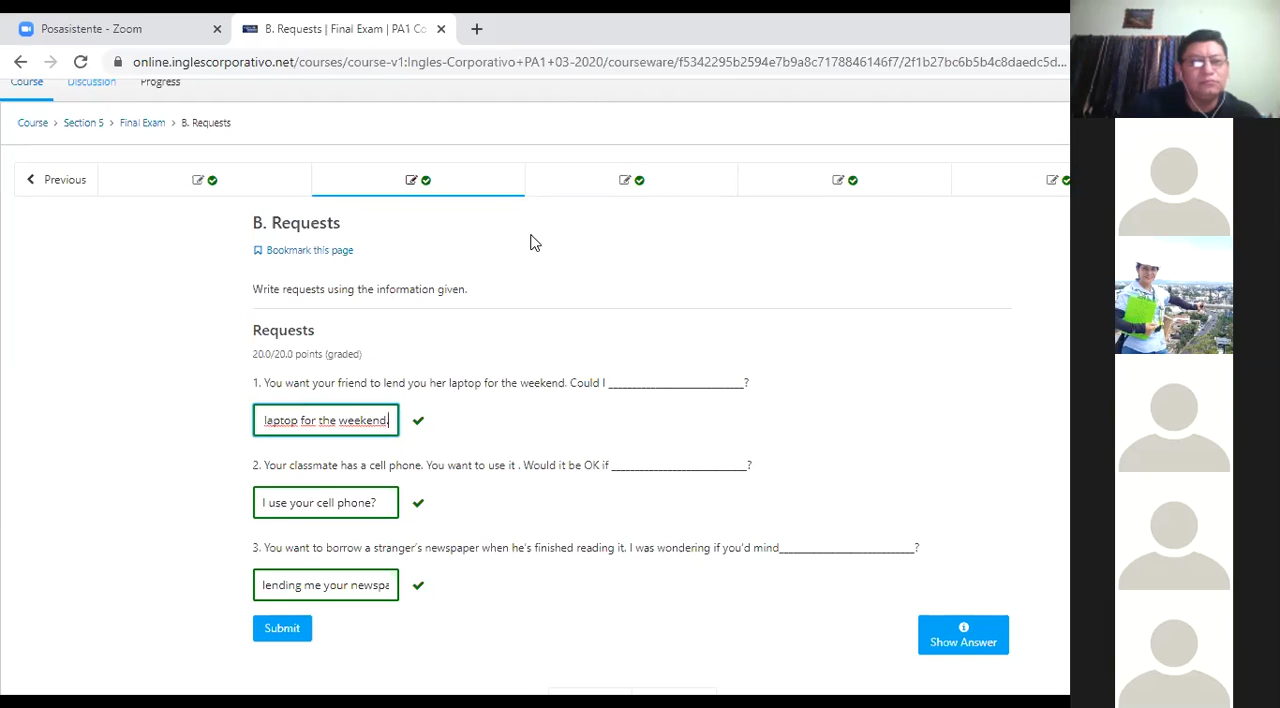 Posasistente - Zoom
B. Requests | Final Exam | PA1 Co
online.inglescorporativo.net/courses/course-v1:Ingles-Corporativo+PA1+03-2020/courseware/f5342295b2594e7b9a8c7178846146f7/2f1b27bc6b5b4c8daedc5d...
Course Discussion Progress
Course > Section 5 > Final Exam > B. Requests
Previous
B. Requests
Bookmark this page
Write requests using the information given.
Requests
20.0/20.0 points (graded)
1. You want your friend to lend you her laptop for the weekend. Could I ___________________________?
laptop for the weekend.
2. Your classmate has a cell phone. You want to use it . Would it be OK if ___________________________?
I use your cell phone?
3. You want to borrow a stranger's newspaper when he's finished reading it. I was wondering if you'd mind___________________________?
lending me your newspa
Submit
Show Answer